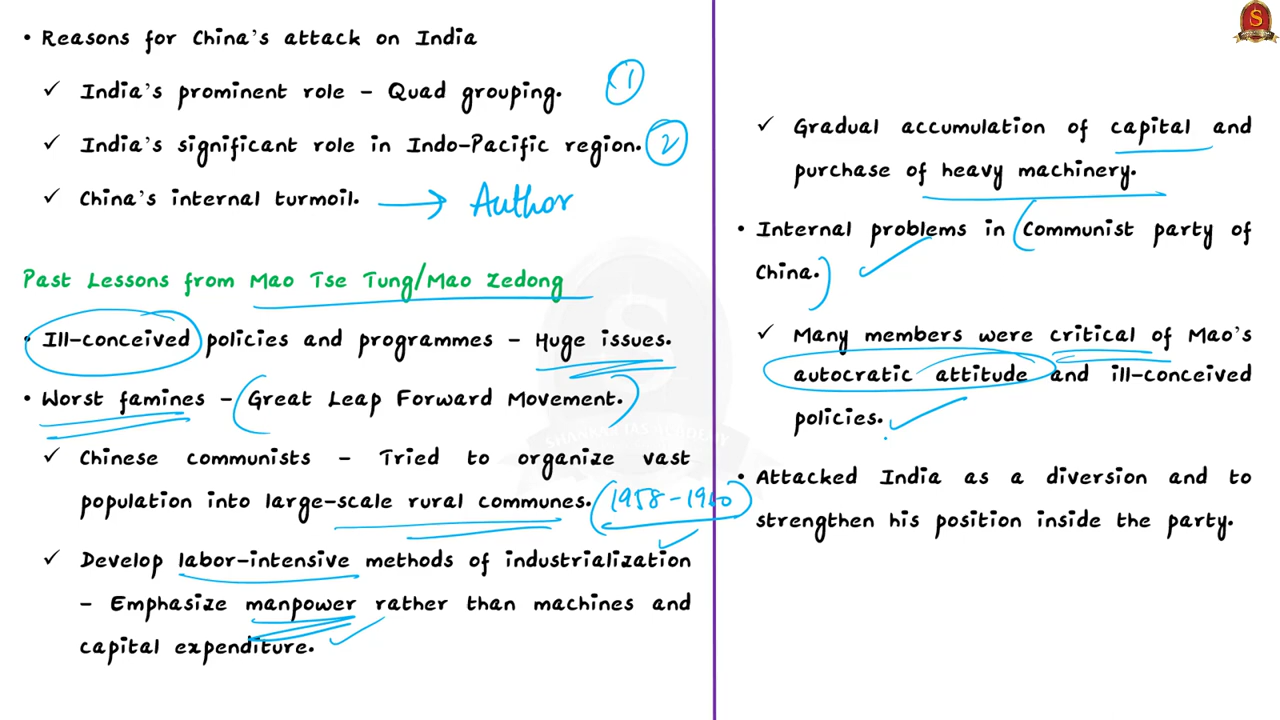 • Reasons for China's attack on India
✓ India's prominent role - Quad grouping. (1)
✓ India's significant role in Indo-Pacific region. (2)
✓ China's internal turmoil. → Author
Past Lessons from Mao Tse Tung/Mao Zedong
• Ill-conceived policies and programmes - Huge issues.
• Worst famines - (Great Leap Forward Movement.)
✓ Chinese communists - Tried to organize vast
population into large-scale rural communes. (1958-1960)
✓ Develop labor-intensive methods of industrialization
- Emphasize manpower rather than machines and
capital expenditure.
✓ Gradual accumulation of capital and
purchase of heavy machinery.
• Internal problems in (Communist party of
China.)
✓ Many members were critical of Mao's
autocratic attitude and ill-conceived
policies.
• Attacked India as a diversion and to
strengthen his position inside the party.
S
SHANKAR IAS ACADEMY